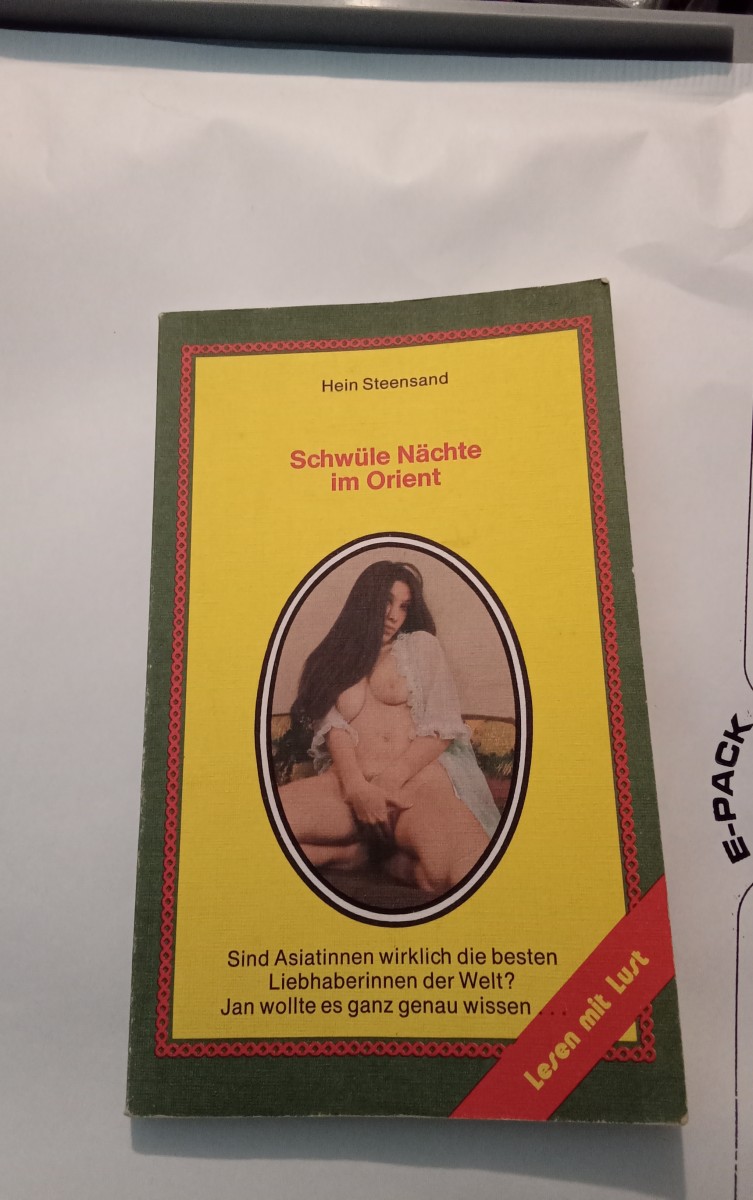 Hein Steensand
Schwüle Nächte
im Orient
Sind Asiatinnen wirklich die besten
Liebhaberinnen der Welt?
Jan wollte es ganz genau wissen . . .
Lesen mit Lust
E-PACK